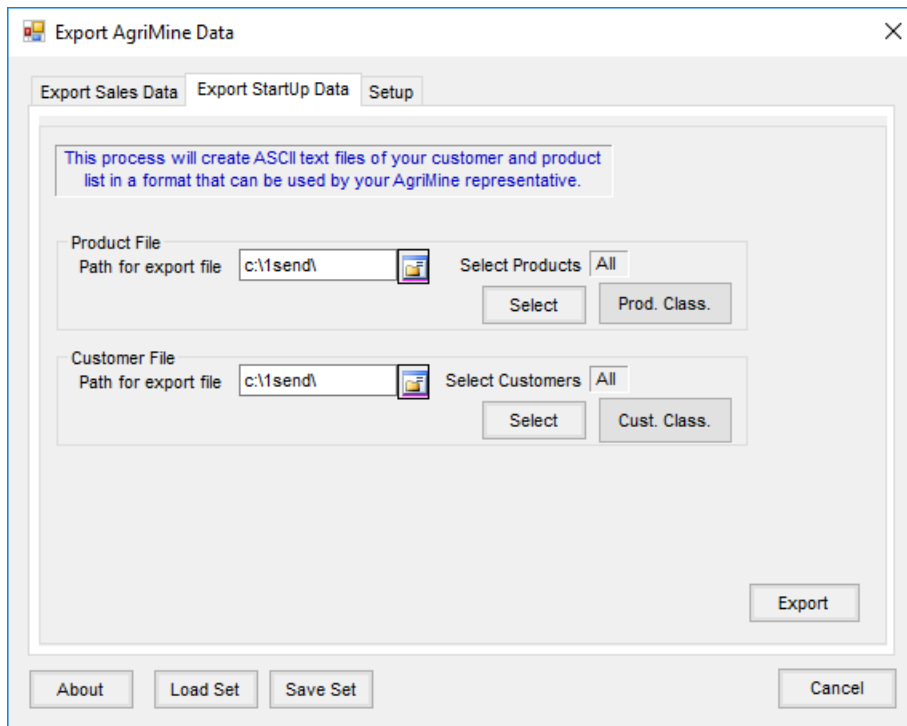 Export AgriMine Data
Export Sales Data Export StartUp Data Setup
This process will create ASCII text files of your customer and product
list in a format that can be used by your AgriMine representative.
Product File
Path for export file c:\1send\ Select Products All
Select Prod. Class.
Customer File
Path for export file c:\1send\ Select Customers All
Select Cust. Class.
Export
About Load Set Save Set Cancel